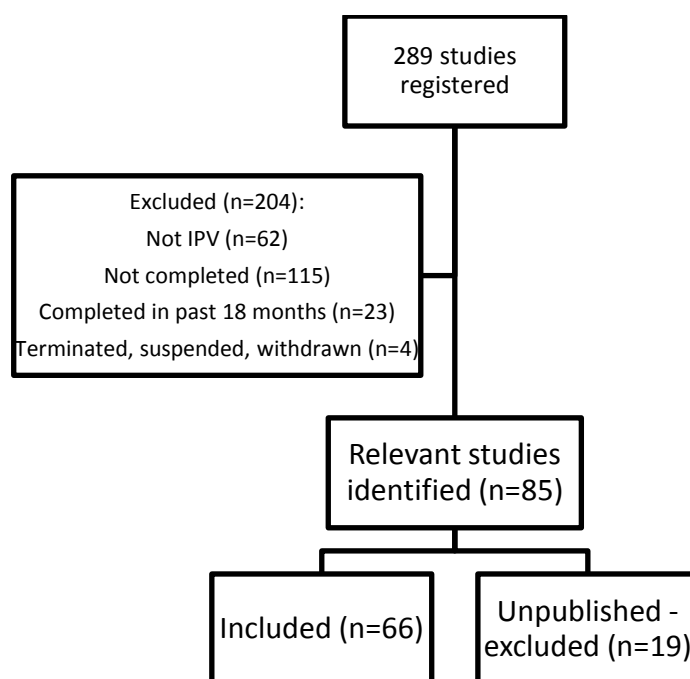 289 studies
registered
Excluded (n=204):
Not IPV (n=62)
Not completed (n=115)
Completed in past 18 months (n=23)
Terminated, suspended, withdrawn (n=4)
Relevant studies
identified (n=85)
Included (n=66)
Unpublished -
excluded (n=19)